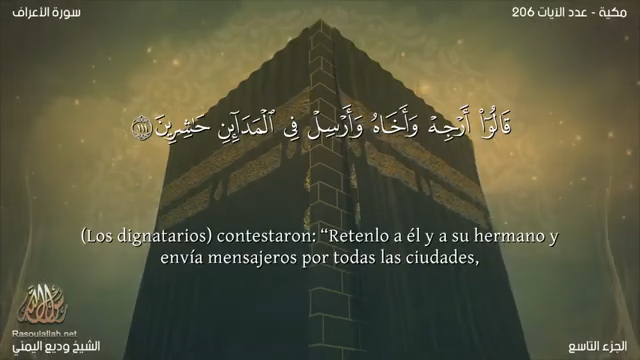 مكية - عدد الآيات 206
سورة الأعراف
قَالُوٓا۟ أَرْجِهْ وَأَخَاهُ وَأَرْسِلْ فِى ٱلْمَدَآئِنِ حَـٰشِرِينَ ١١١
(Los dignatarios) contestaron: “Retenlo a él y a su hermano y
envía mensajeros por todas las ciudades,
Rasoulallah.net
الجزء التاسع
الشيخ وديع اليمني